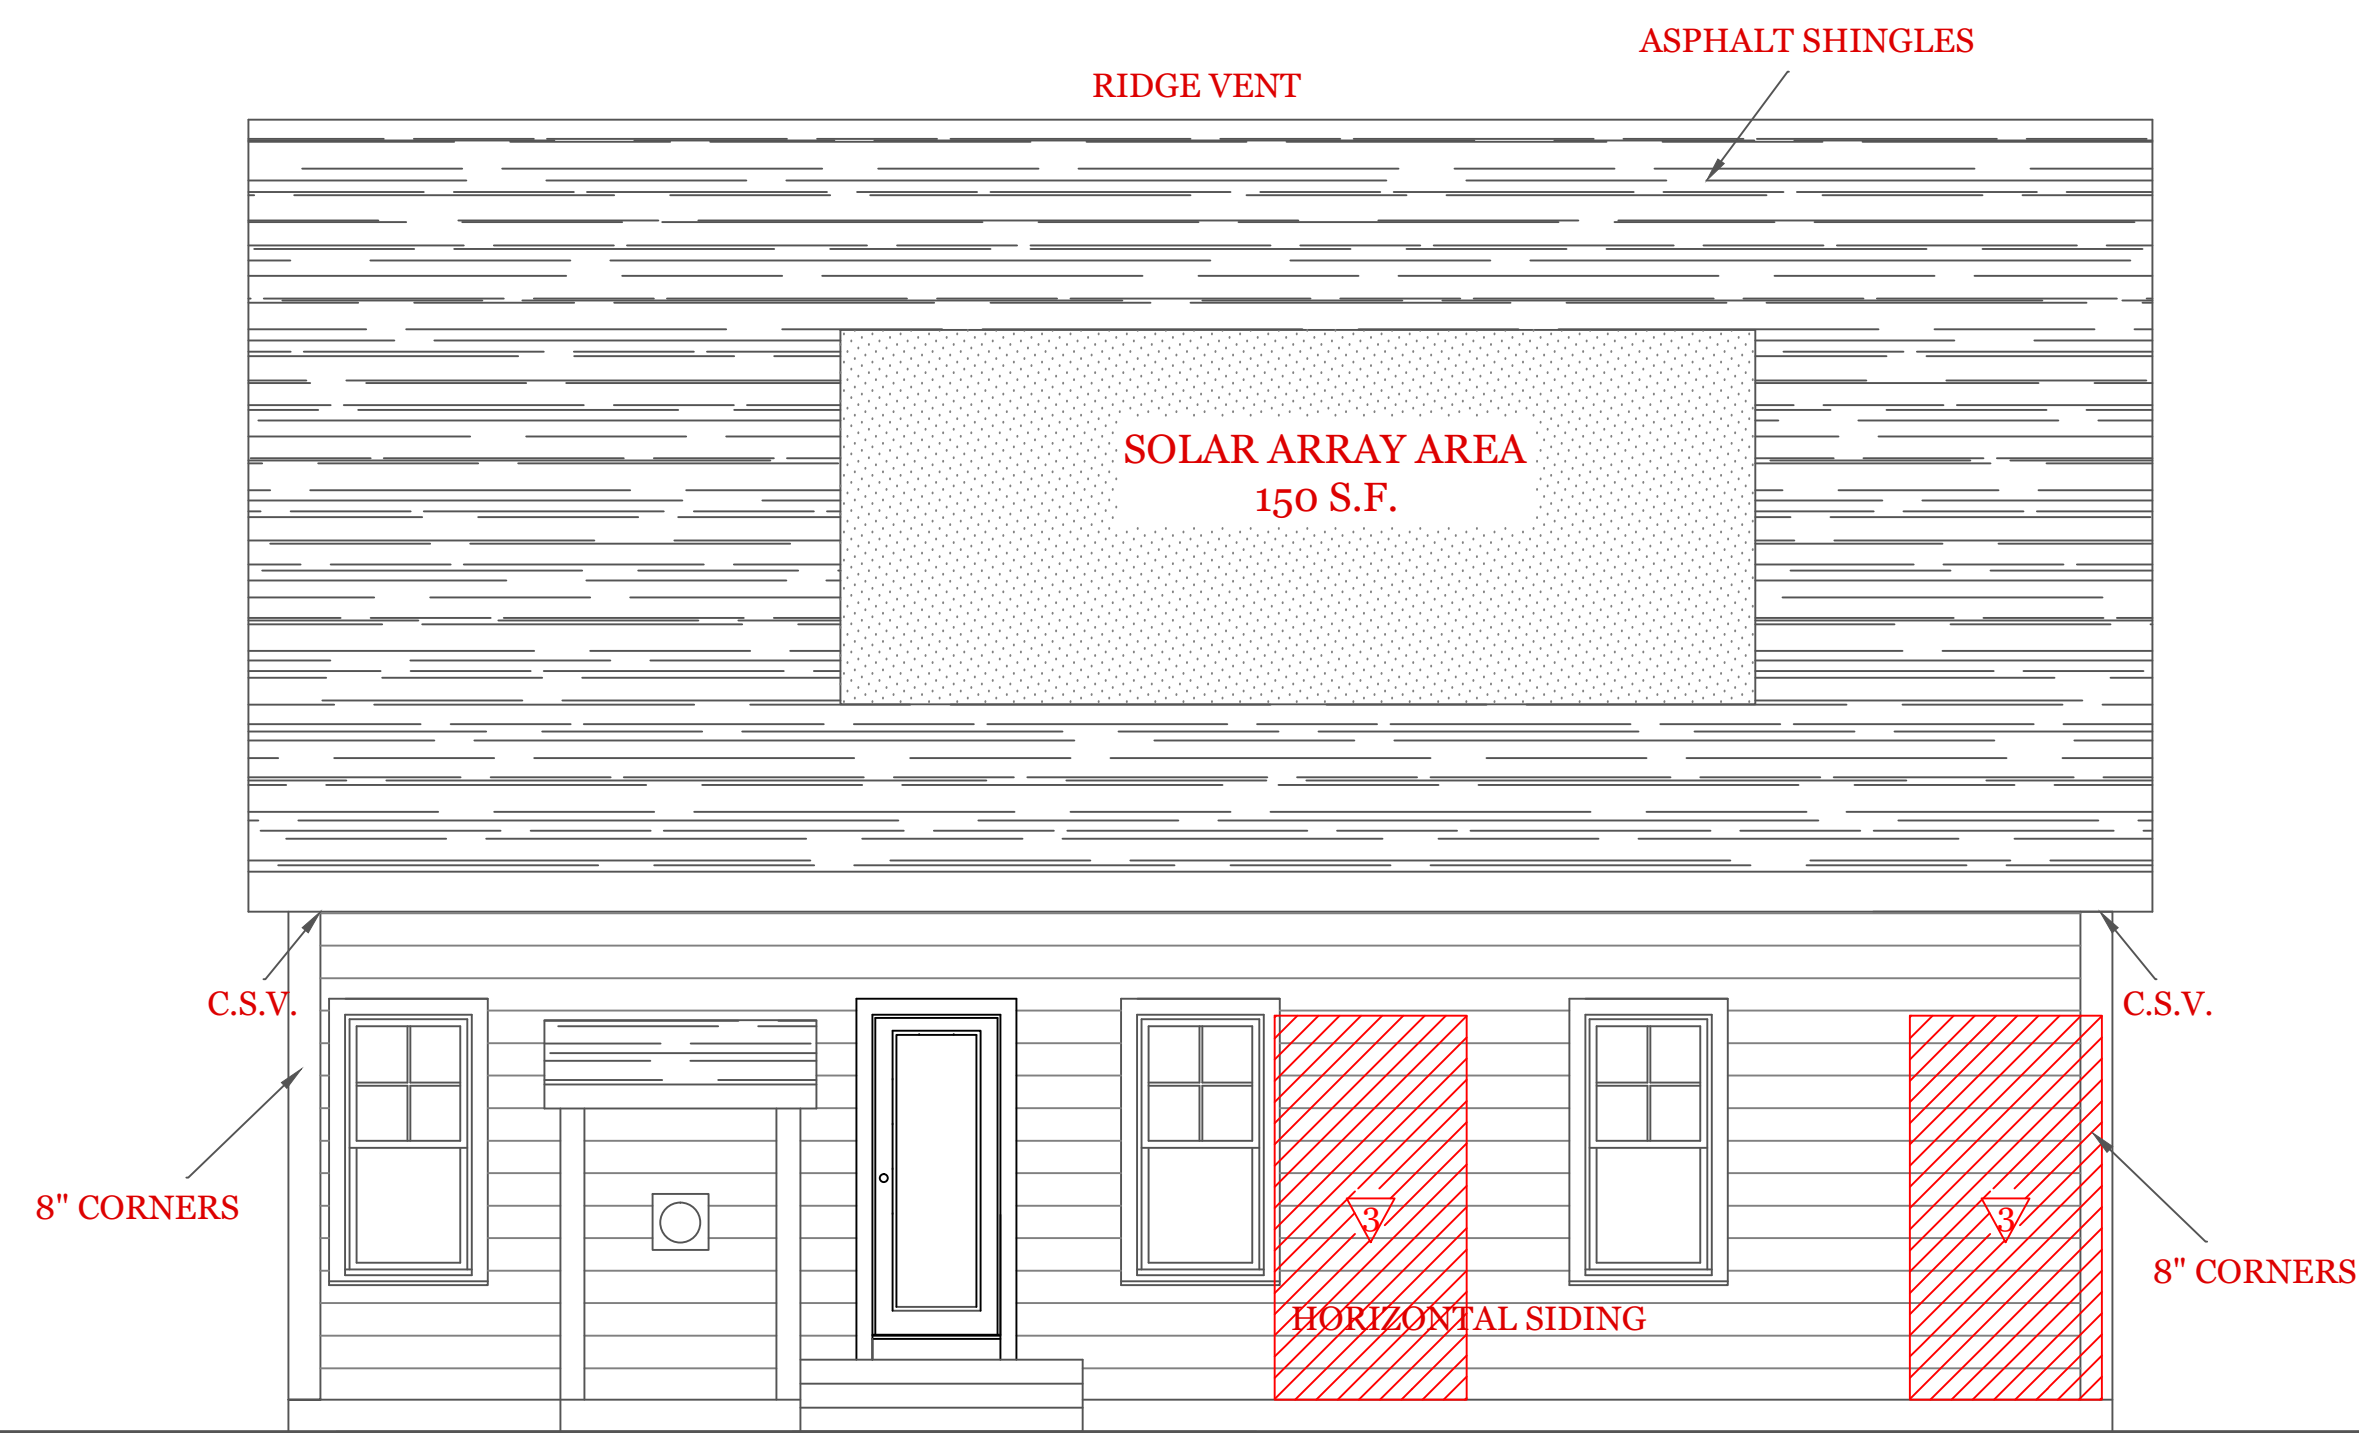 ASPHALT SHINGLES
RIDGE VENT
SOLAR ARRAY AREA
150 S.F.
C.S.V.
C.S.V.
8" CORNERS
3
3
8" CORNERS
HORIZONTAL SIDING